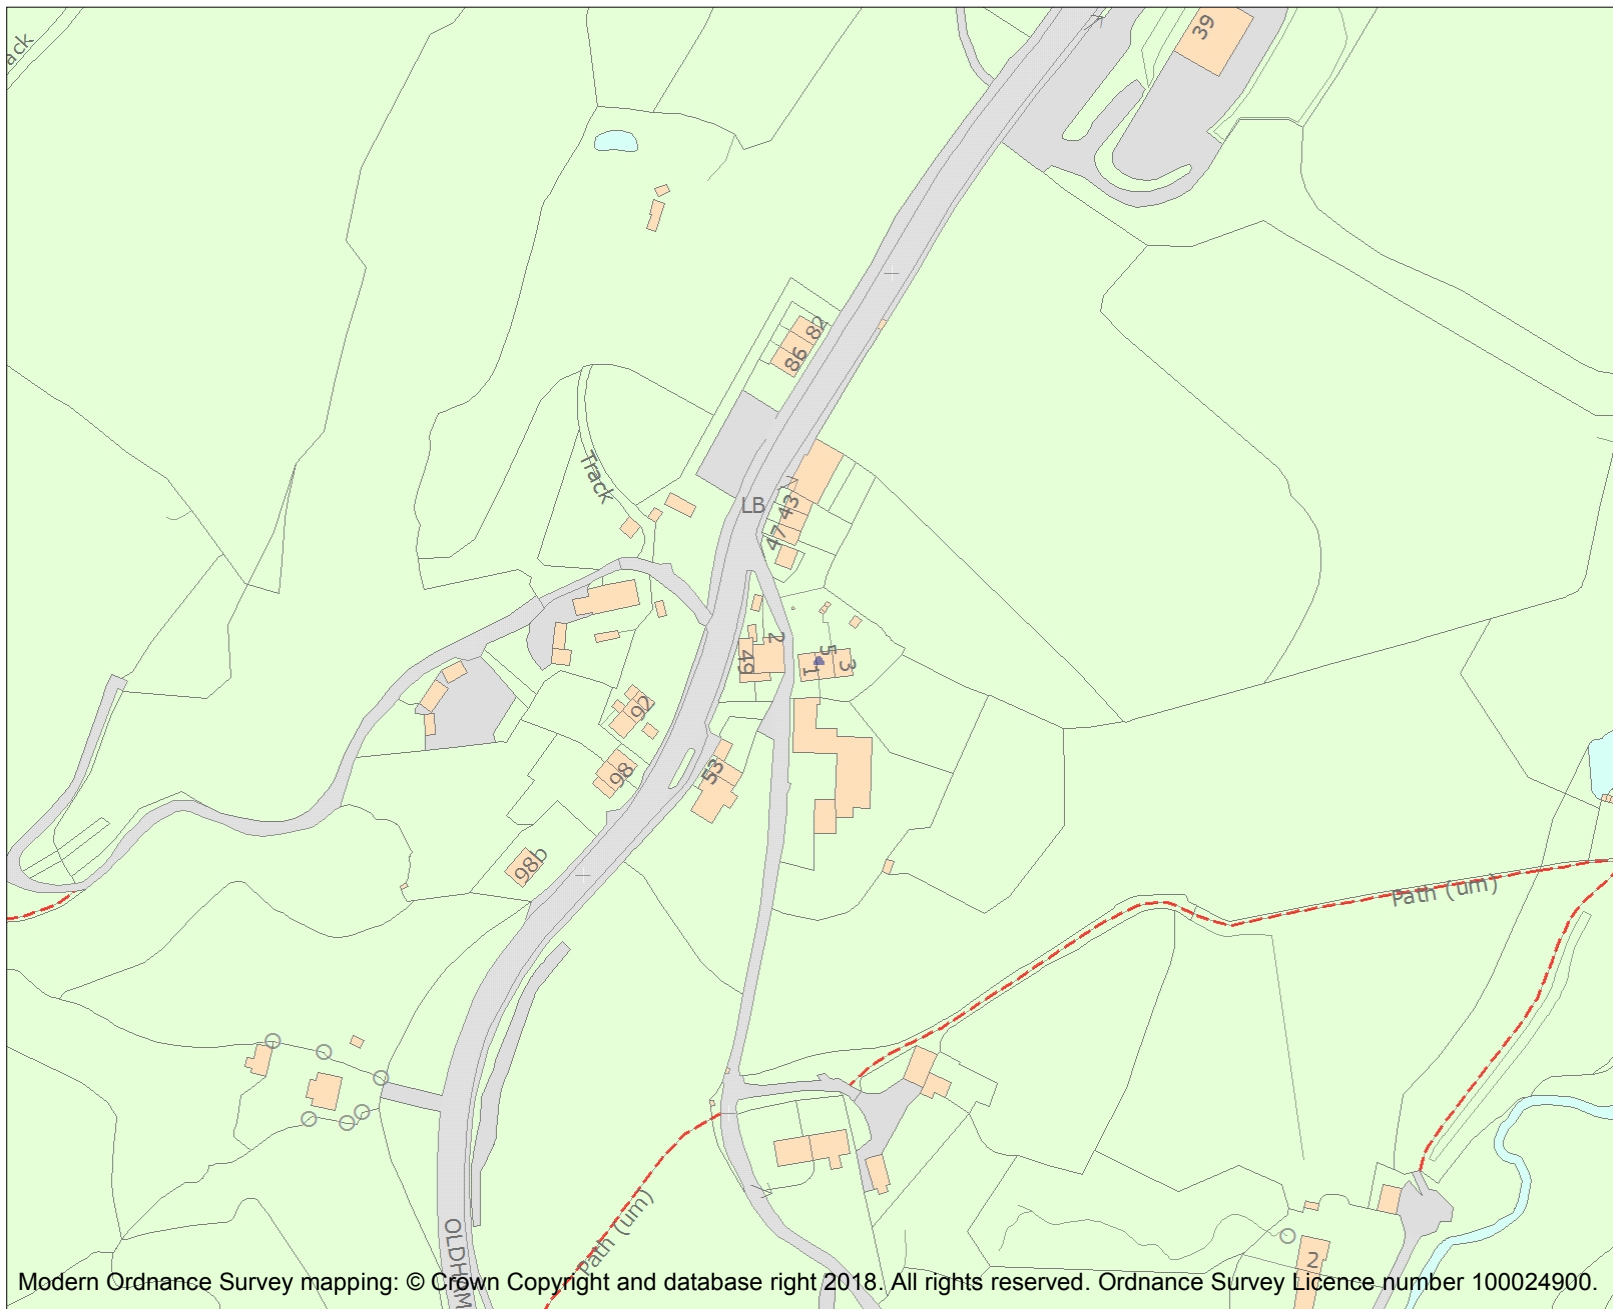 ack
39
82
86
Track
LB
43
47
2
49
5
1
3
92
53
98
98b
Path (um)
Path (um)
OLDHAM
2
Modern Ordnance Survey mapping: © Crown Copyright and database right 2018. All rights reserved. Ordnance Survey Licence number 100024900.